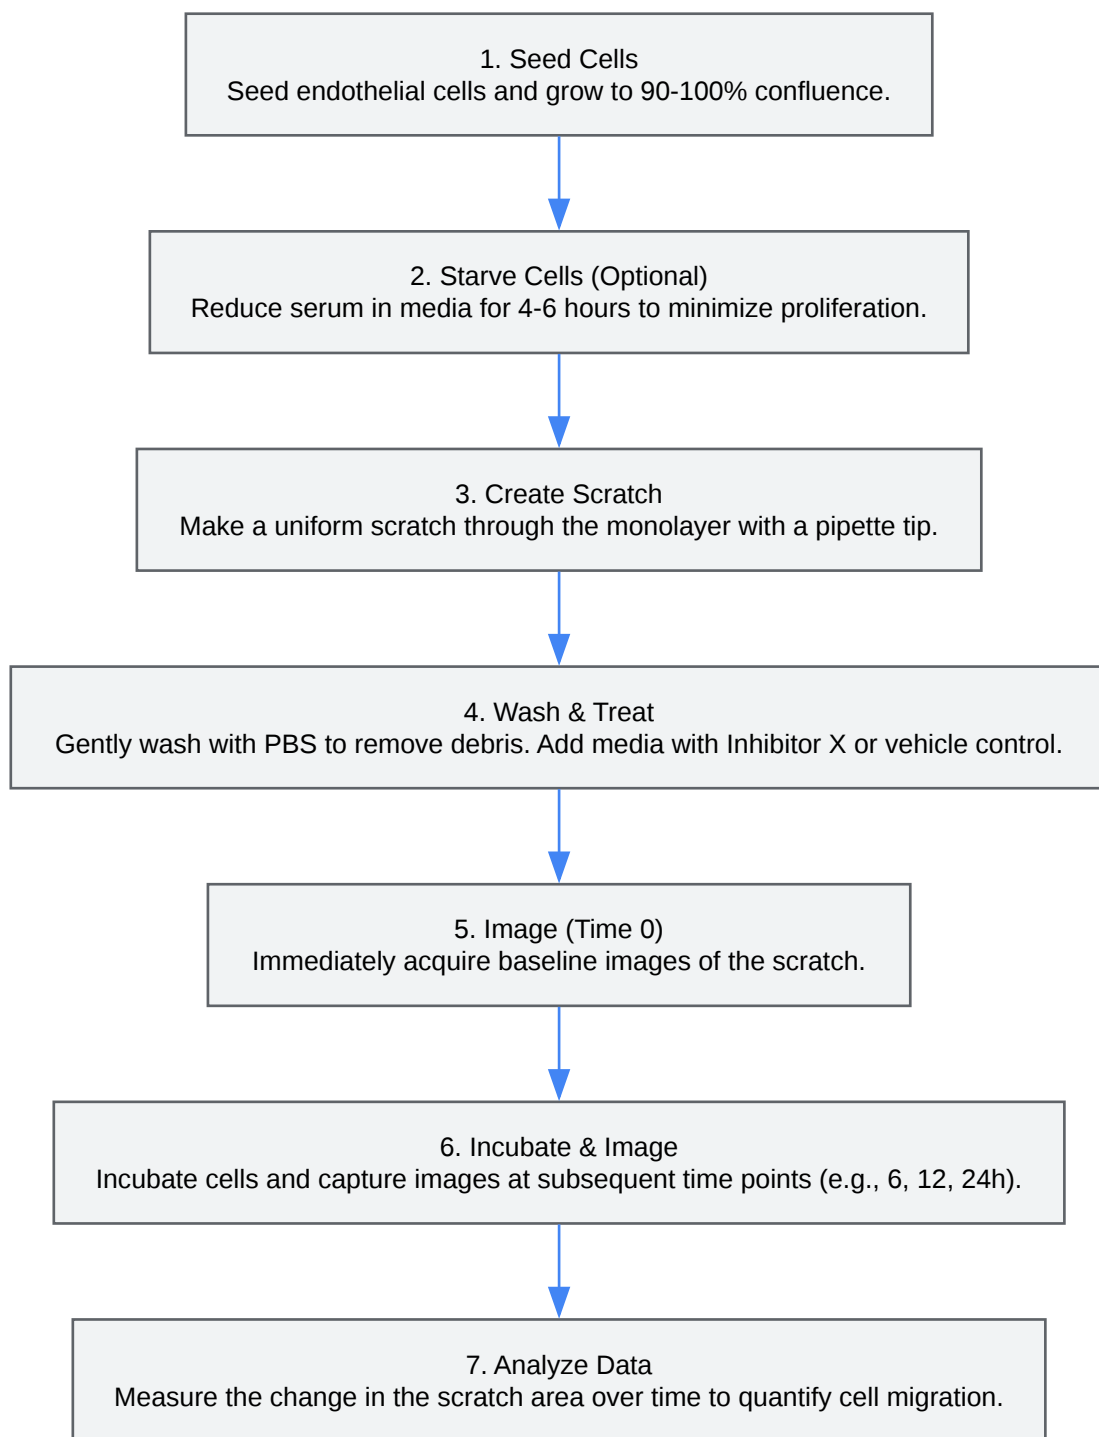 1. Seed Cells
Seed endothelial cells and grow to 90-100% confluence.
2. Starve Cells (Optional)
Reduce serum in media for 4-6 hours to minimize proliferation.
3. Create Scratch
Make a uniform scratch through the monolayer with a pipette tip.
4. Wash & Treat
Gently wash with PBS to remove debris. Add media with Inhibitor X or vehicle control.
5. Image (Time 0)
Immediately acquire baseline images of the scratch.
6. Incubate & Image
Incubate cells and capture images at subsequent time points (e.g., 6, 12, 24h).
7. Analyze Data
Measure the change in the scratch area over time to quantify cell migration.